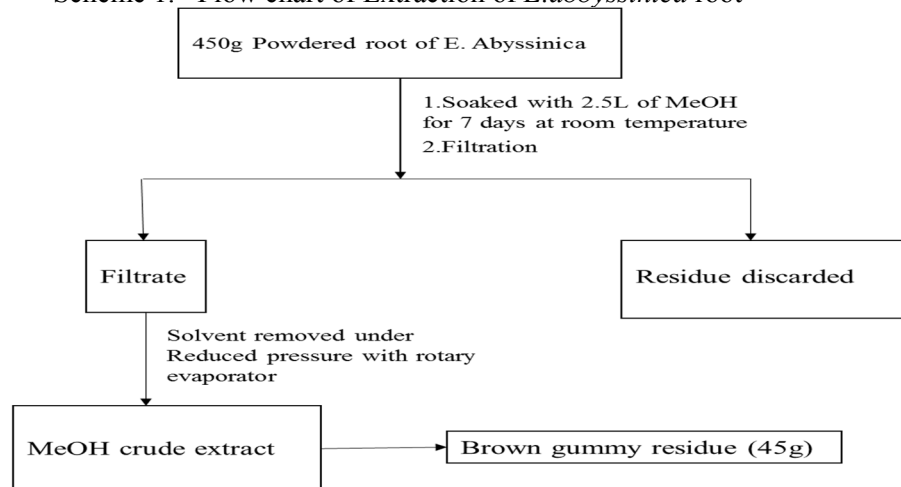 Scheme 1: Flow chart of Extraction of E.abbyssinica root
450g Powdered root of E. Abyssinica
1.Soaked with 2.5L of MeOH
for 7 days at room temperature
2.Filtration
Filtrate
Residue discarded
Solvent removed under
Reduced pressure with rotary
evaporator
MeOH crude extract
Brown gummy residue (45g)